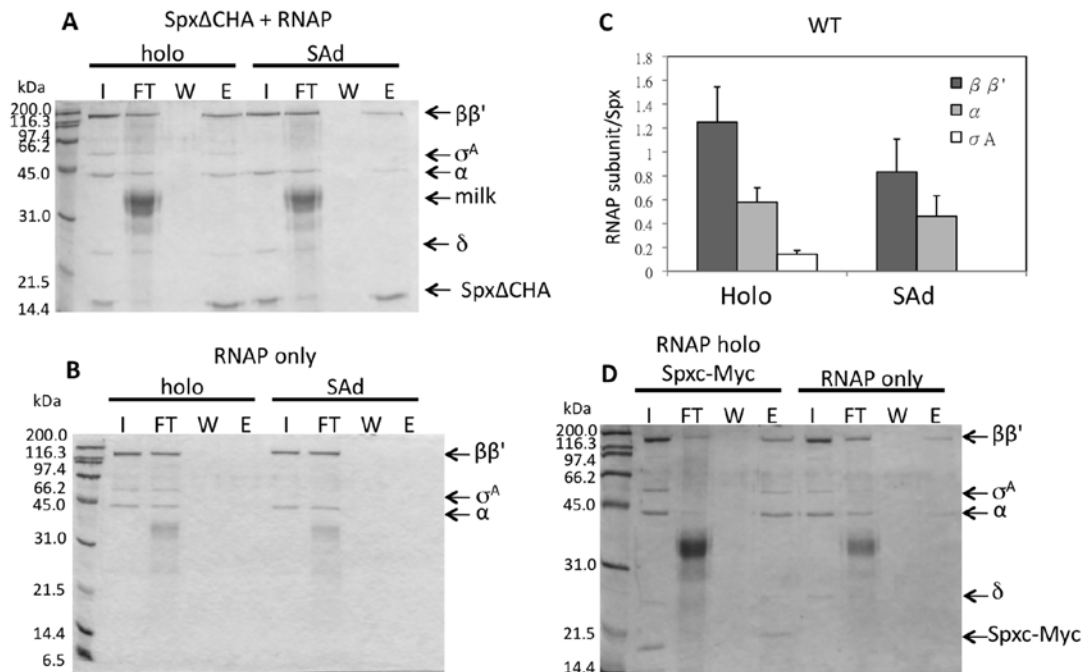 A
SpxΔCHA + RNAP
holo SAd
kDa I FT W E I FT W E
200.0
116.3
97.4
66.2
45.0
31.0
21.5
14.4
ββ'
σA
α
milk
δ
SpxΔCHA
C
WT
RNAP subunit/Spx
1.8
1.6
1.4
1.2
1
0.8
0.6
0.4
0.2
0
β β'
α
σ A
Holo SAd
B
RNAP only
holo SAd
kDa I FT W E I FT W E
200.0
116.3
97.4
66.2
45.0
31.0
21.5
14.4
6.5
ββ'
σA
α
D
RNAP holo
Spxc-Myc RNAP only
kDa I FT W E I FT W E
200.0
116.3
97.4
66.2
45.0
31.0
21.5
14.4
ββ'
σA
α
δ
Spxc-Myc